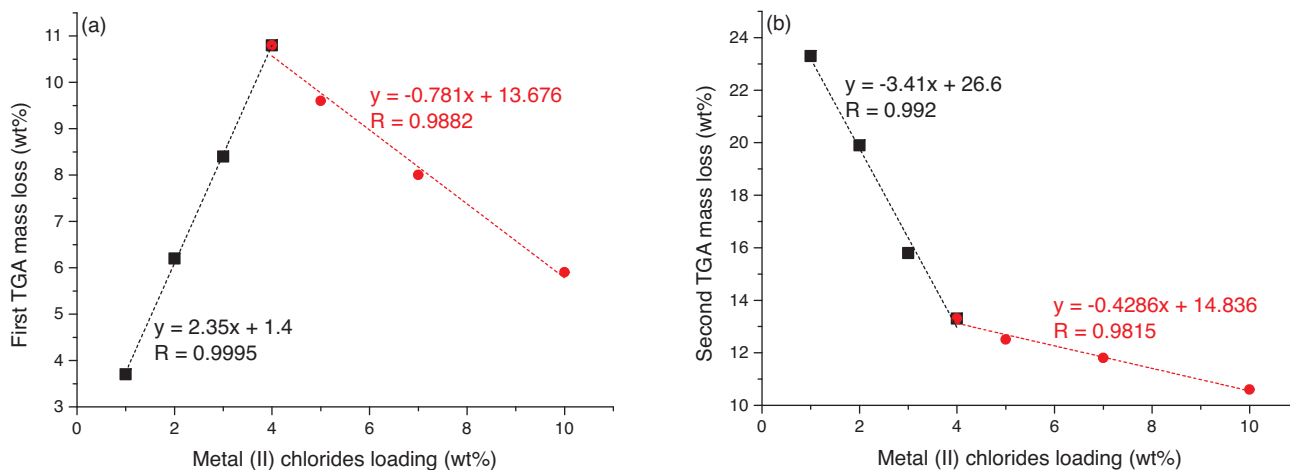 (a)
First TGA mass loss (wt%)
11
10
9
8
7
6
5
4
3
y = -0.781x + 13.676
R = 0.9882
y = 2.35x + 1.4
R = 0.9995
0 2 4 6 8 10
Metal (II) chlorides loading (wt%)
(b)
Second TGA mass loss (wt%)
24
22
20
18
16
14
12
10
y = -3.41x + 26.6
R = 0.992
y = -0.4286x + 14.836
R = 0.9815
0 2 4 6 8 10
Metal (II) chlorides loading (wt%)